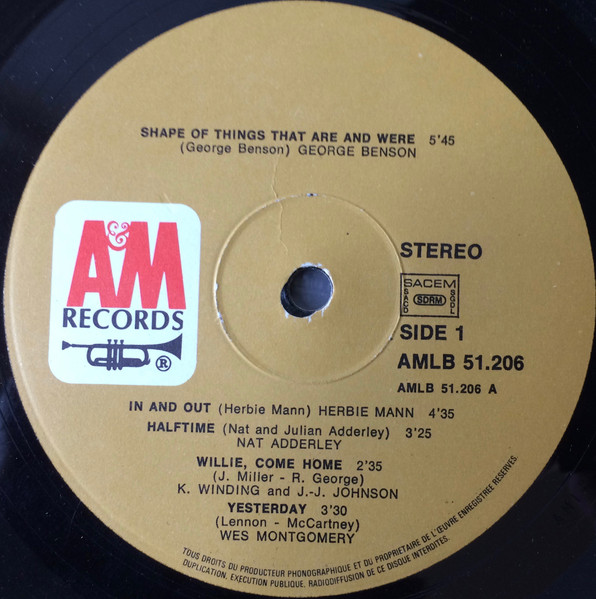 SHAPE OF THINGS THAT ARE AND WERE 5'45
(George Benson) GEORGE BENSON
A&M
RECORDS
®
STEREO
SACEM
SACD SDRM SGDL
SIDE 1
AMLB 51.206
AMLB 51.206 A
IN AND OUT (Herbie Mann) HERBIE MANN 4'35
HALFTIME (Nat and Julian Adderley) 3'25
NAT ADDERLEY
WILLIE, COME HOME 2'35
(J. Miller - R. George)
K. WINDING and J.-J. JOHNSON
YESTERDAY 3'30
(Lennon - McCartney)
WES MONTGOMERY
TOUS DROITS DU PRODUCTEUR PHONOGRAPHIQUE ET DU PROPRIETAIRE DE L'ŒUVRE ENREGISTREE RESERVES.
DUPLICATION, EXECUTION PUBLIQUE, RADIODIFFUSION DE CE DISQUE INTERDITES.